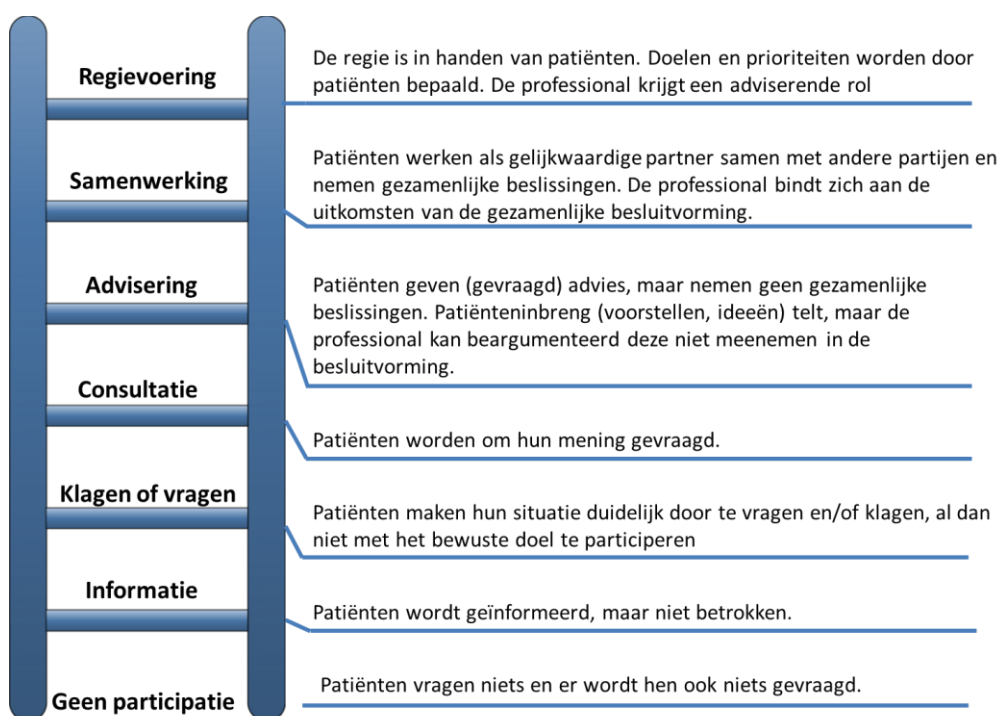 Regievoering
De regie is in handen van patiënten. Doelen en prioriteiten worden door
patiënten bepaald. De professional krijgt een adviserende rol
Samenwerking
Patiënten werken als gelijkwaardige partner samen met andere partijen en
nemen gezamenlijke beslissingen. De professional bindt zich aan de
uitkomsten van de gezamenlijke besluitvorming.
Advisering
Patiënten geven (gevraagd) advies, maar nemen geen gezamenlijke
beslissingen. Patiënteninbreng (voorstellen, ideeën) telt, maar de
professional kan beargumenteerd deze niet meenemen in de
besluitvorming.
Consultatie
Patiënten worden om hun mening gevraagd.
Klagen of vragen
Patiënten maken hun situatie duidelijk door te vragen en/of klagen, al dan
niet met het bewuste doel te participeren
Informatie
Patiënten wordt geïnformeerd, maar niet betrokken.
Geen participatie
Patiënten vragen niets en er wordt hen ook niets gevraagd.